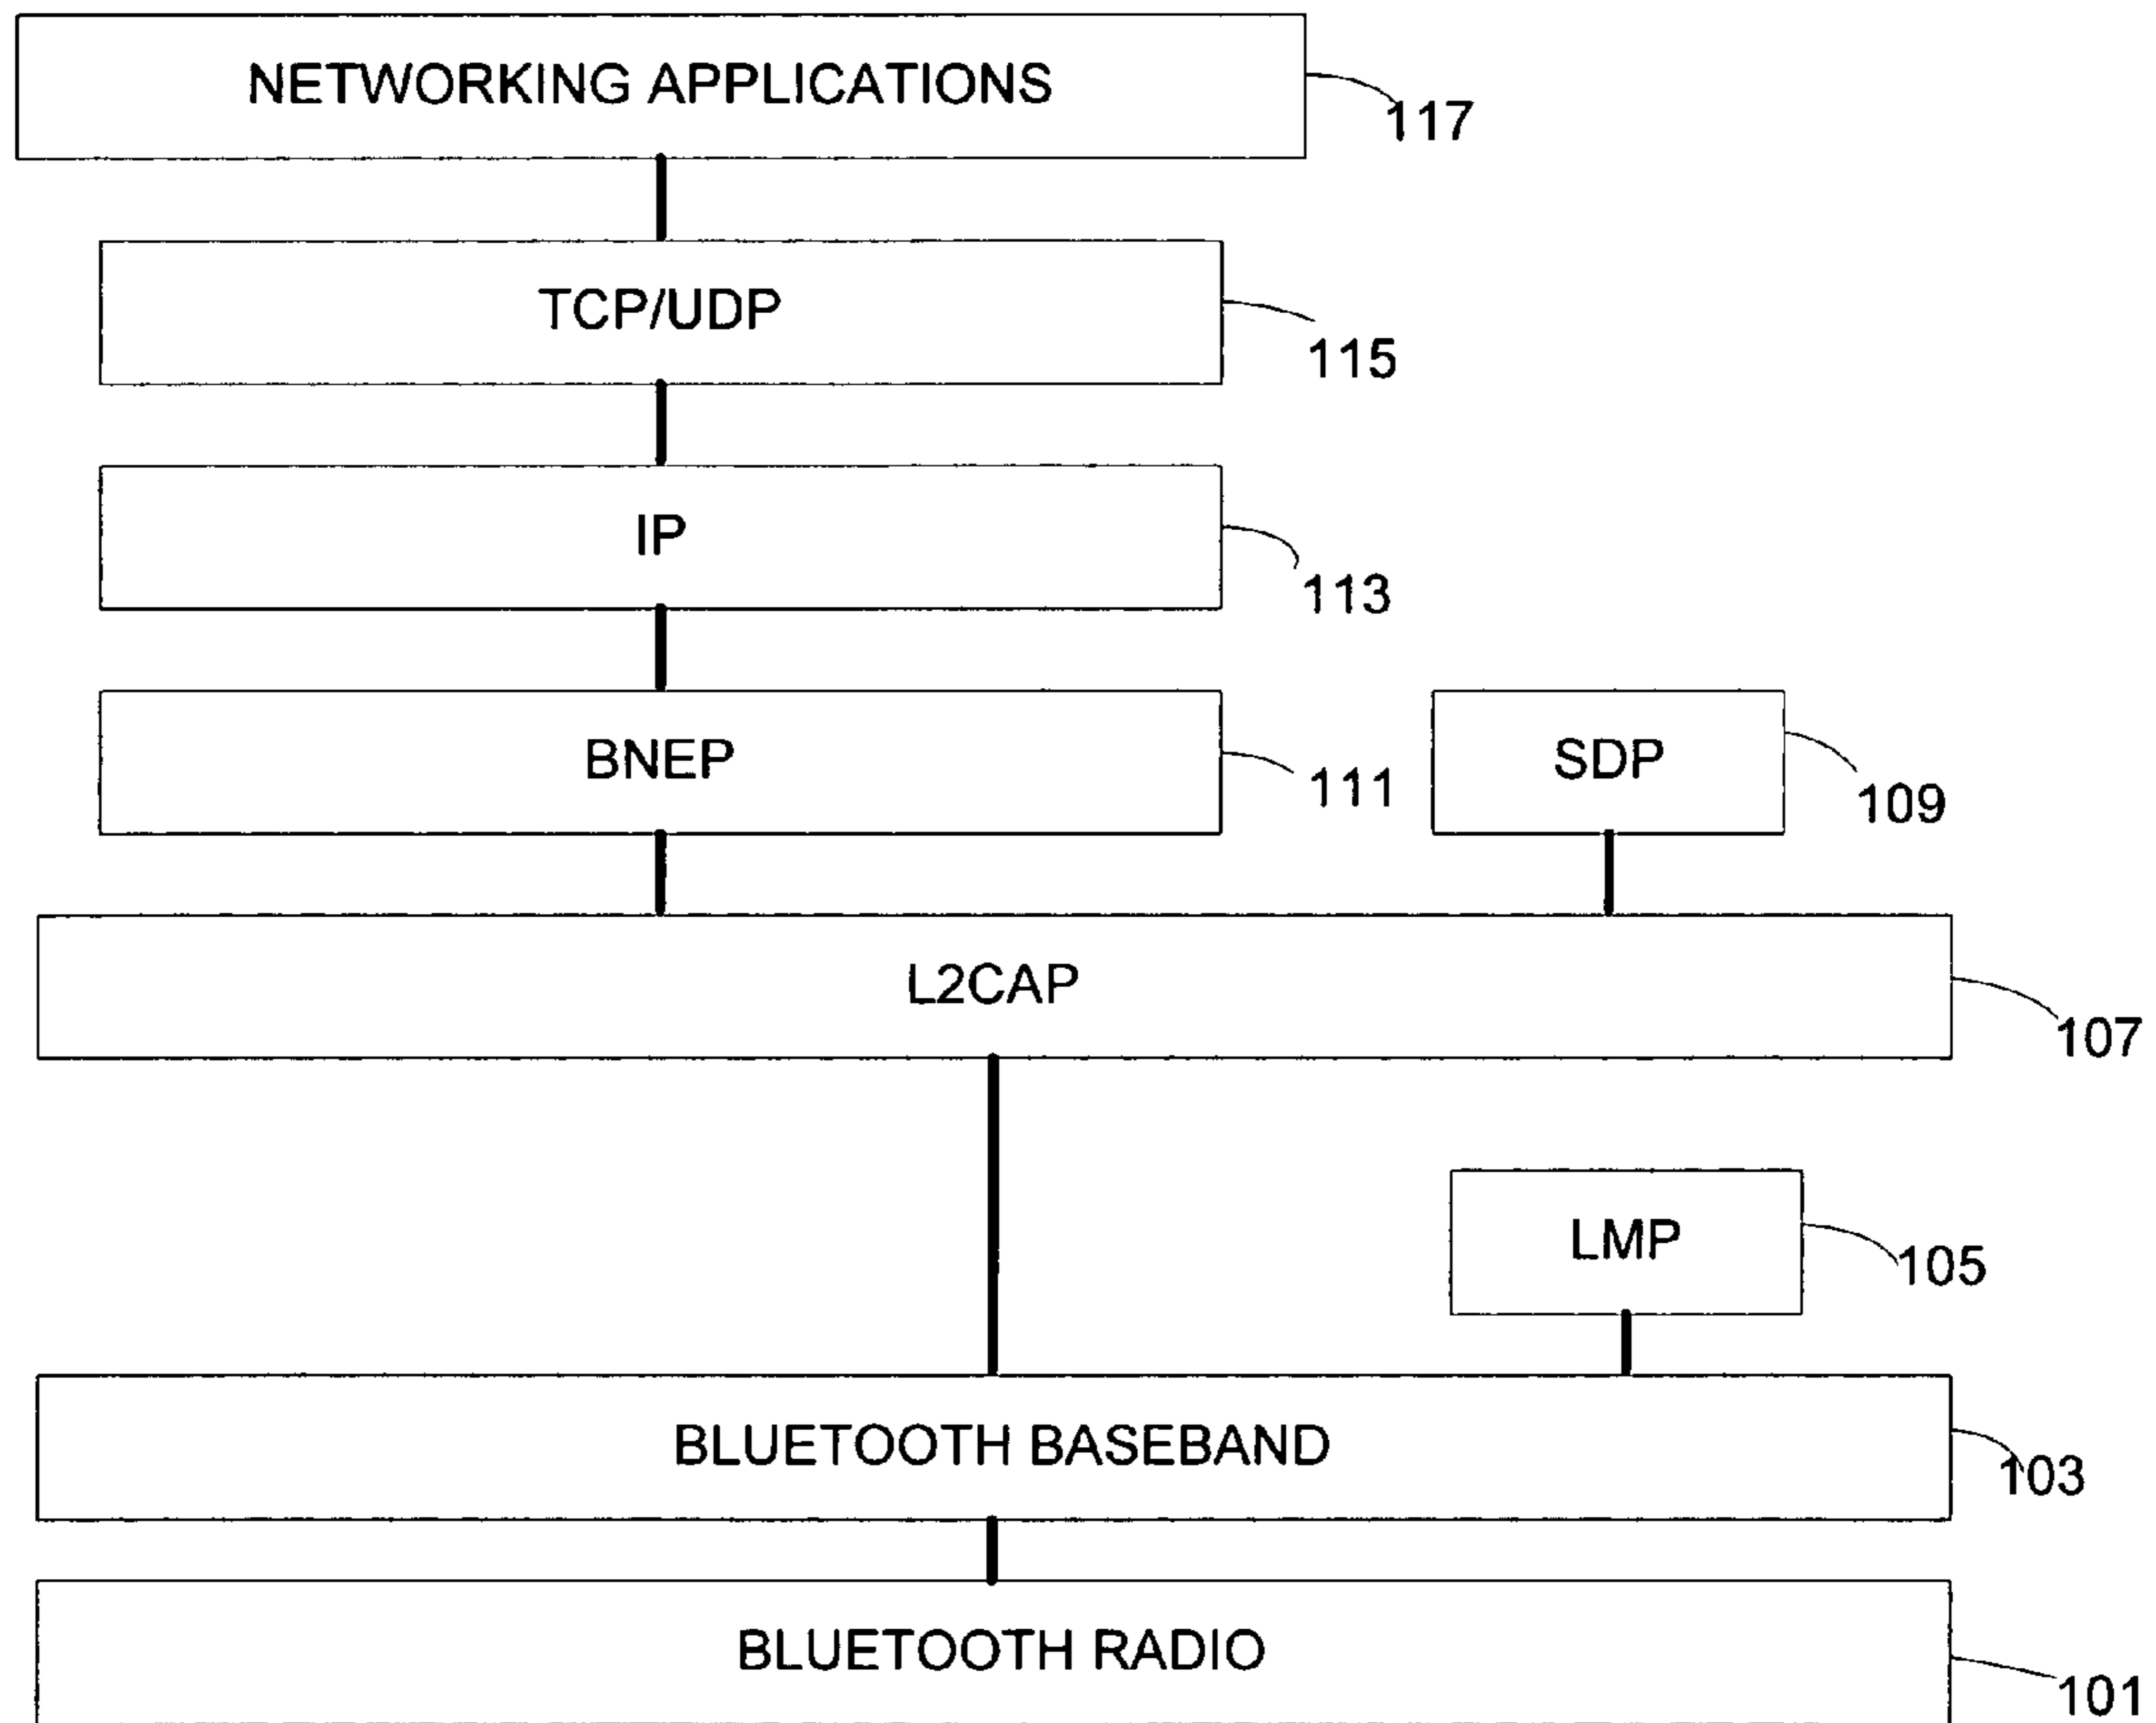 NETWORKING APPLICATIONS
117
TCP/UDP
115
IP
113
BNEP
111
SDP
109
L2CAP
107
LMP
105
BLUETOOTH BASEBAND
103
BLUETOOTH RADIO
101